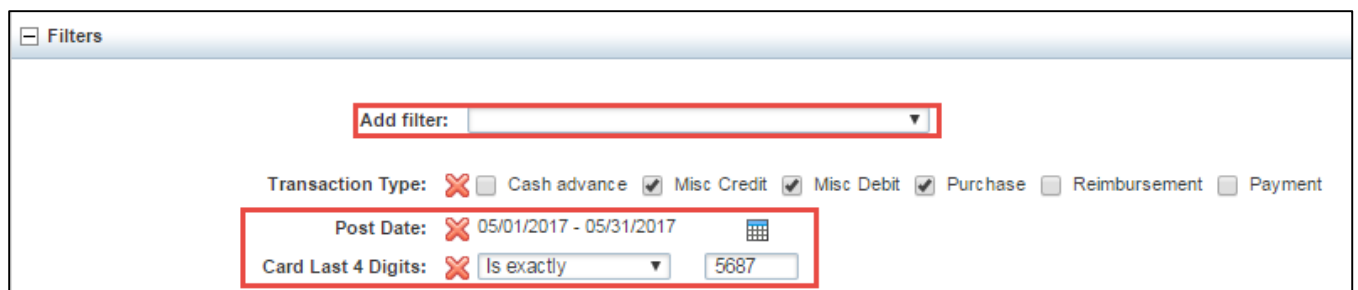 Filters
Add filter:
Transaction Type: Cash advance Misc Credit Misc Debit Purchase Reimbursement Payment
Post Date: 05/01/2017 - 05/31/2017
Card Last 4 Digits: Is exactly 5687